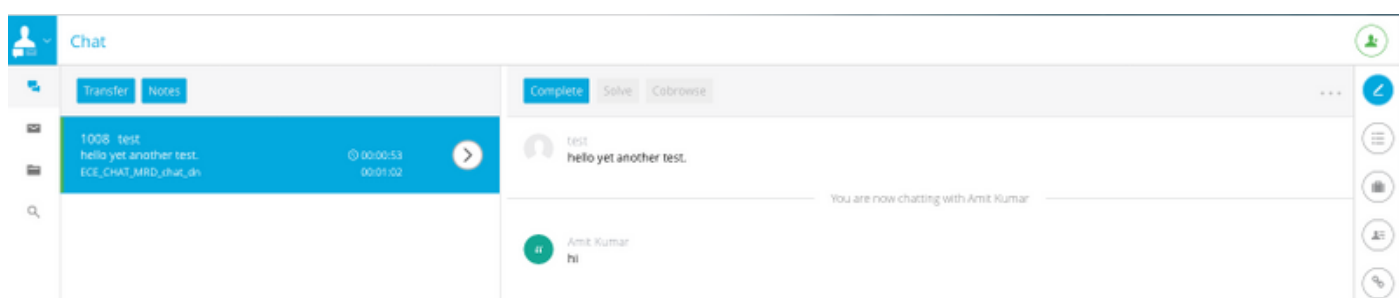 Chat
Transfer Notes
Complete Solve Cobrowse ...
1008 test
hello yet another test. 00:00:53
ECE_CHAT_MRD_chat_dn 00:01:02
test
hello yet another test.
You are now chatting with Amit Kumar
Amit Kumar
hi